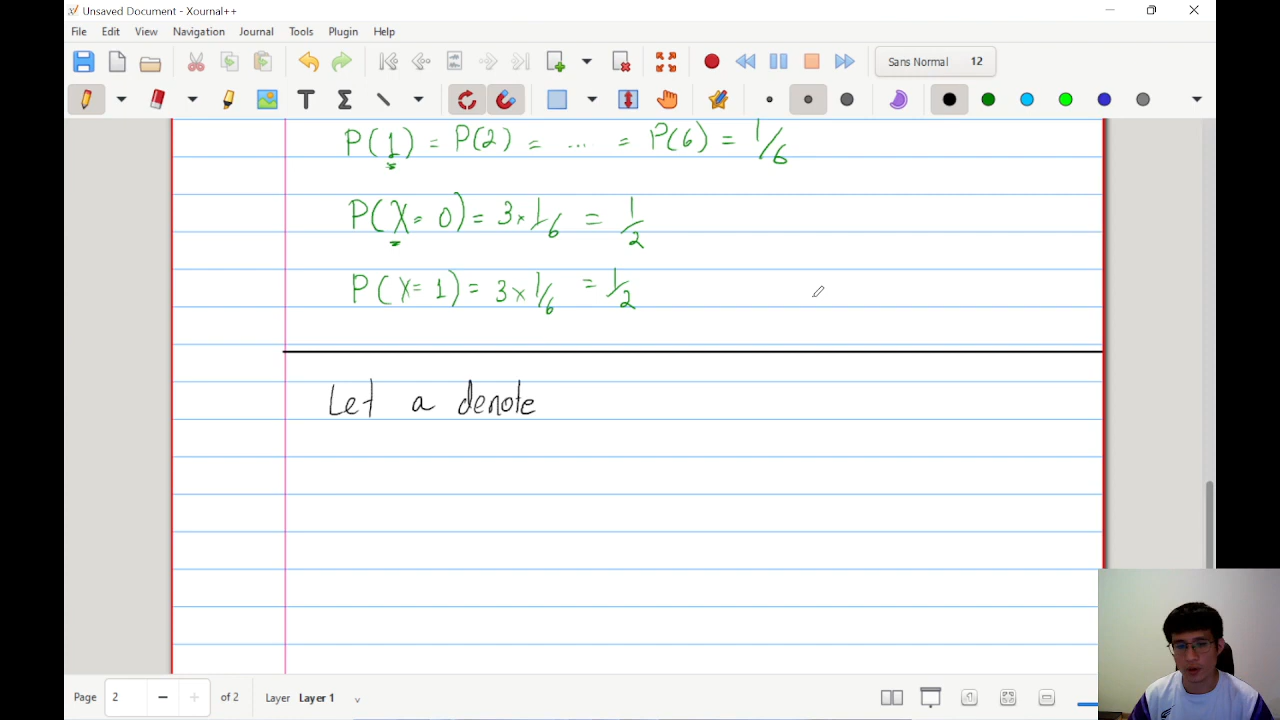 Unsaved Document - Xournal++
File Edit View Navigation Journal Tools Plugin Help
Sans Normal 12
P(1) = P(2) = ... = P(6) = 1/6
P(X = 0) = 3 × 1/6 = 1/2
P(X = 1) = 3 × 1/6 = 1/2
Let a denote
Page 2 of 2 Layer Layer 1